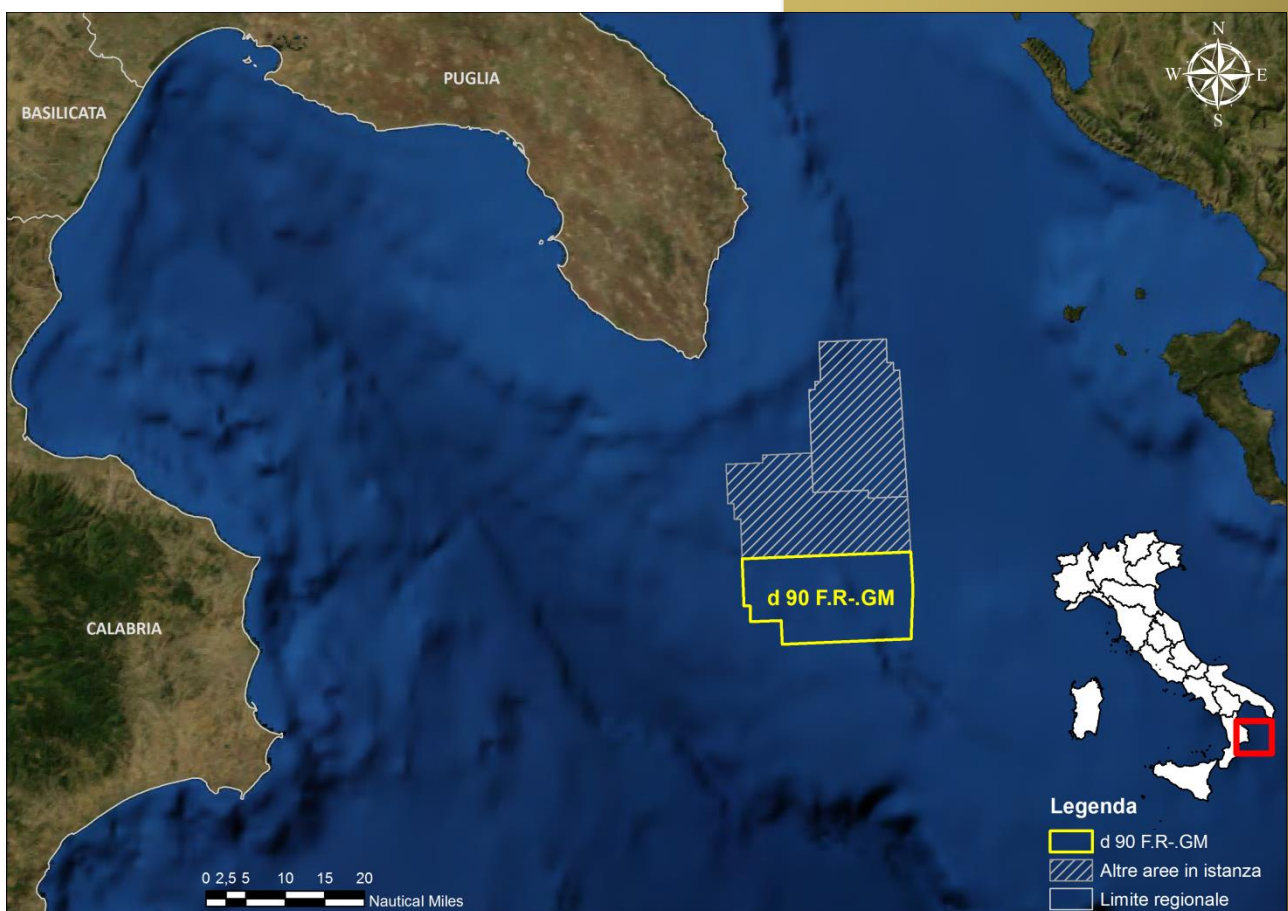 N
W E
S
PUGLIA
BASILICATA
d 90 F.R-.GM
CALABRIA
Legenda
d 90 F.R-.GM
Altre aree in istanza
Limite regionale
0 2,5 5 10 15 20
Nautical Miles